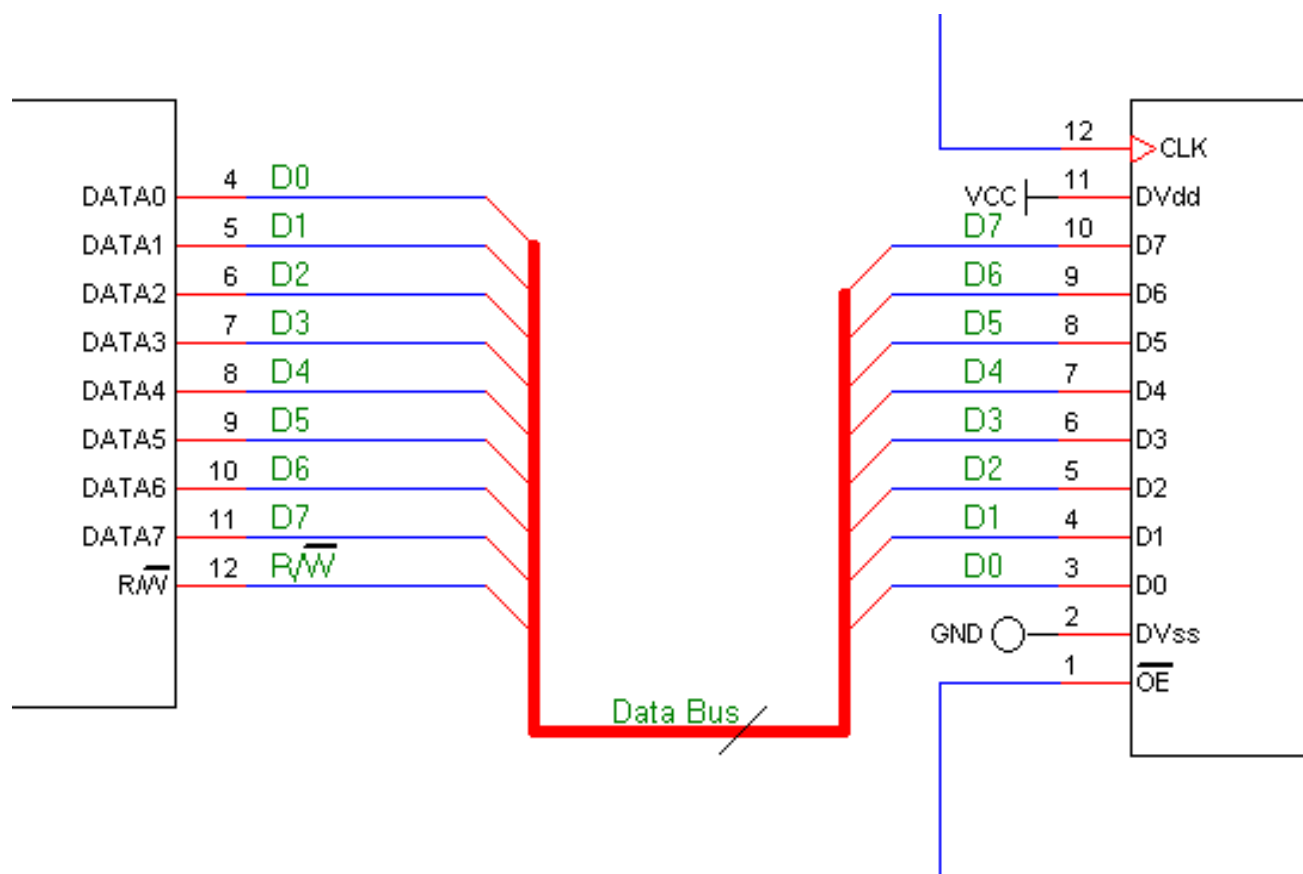 DATA0 4 D0
DATA1 5 D1
DATA2 6 D2
DATA3 7 D3
DATA4 8 D4
DATA5 9 D5
DATA6 10 D6
DATA7 11 D7
R/W̅ 12 R/W̅
Data Bus
12 CLK
VCC 11 DVdd
D7 10 D7
D6 9 D6
D5 8 D5
D4 7 D4
D3 6 D3
D2 5 D2
D1 4 D1
D0 3 D0
GND 2 DVss
1 O̅E̅